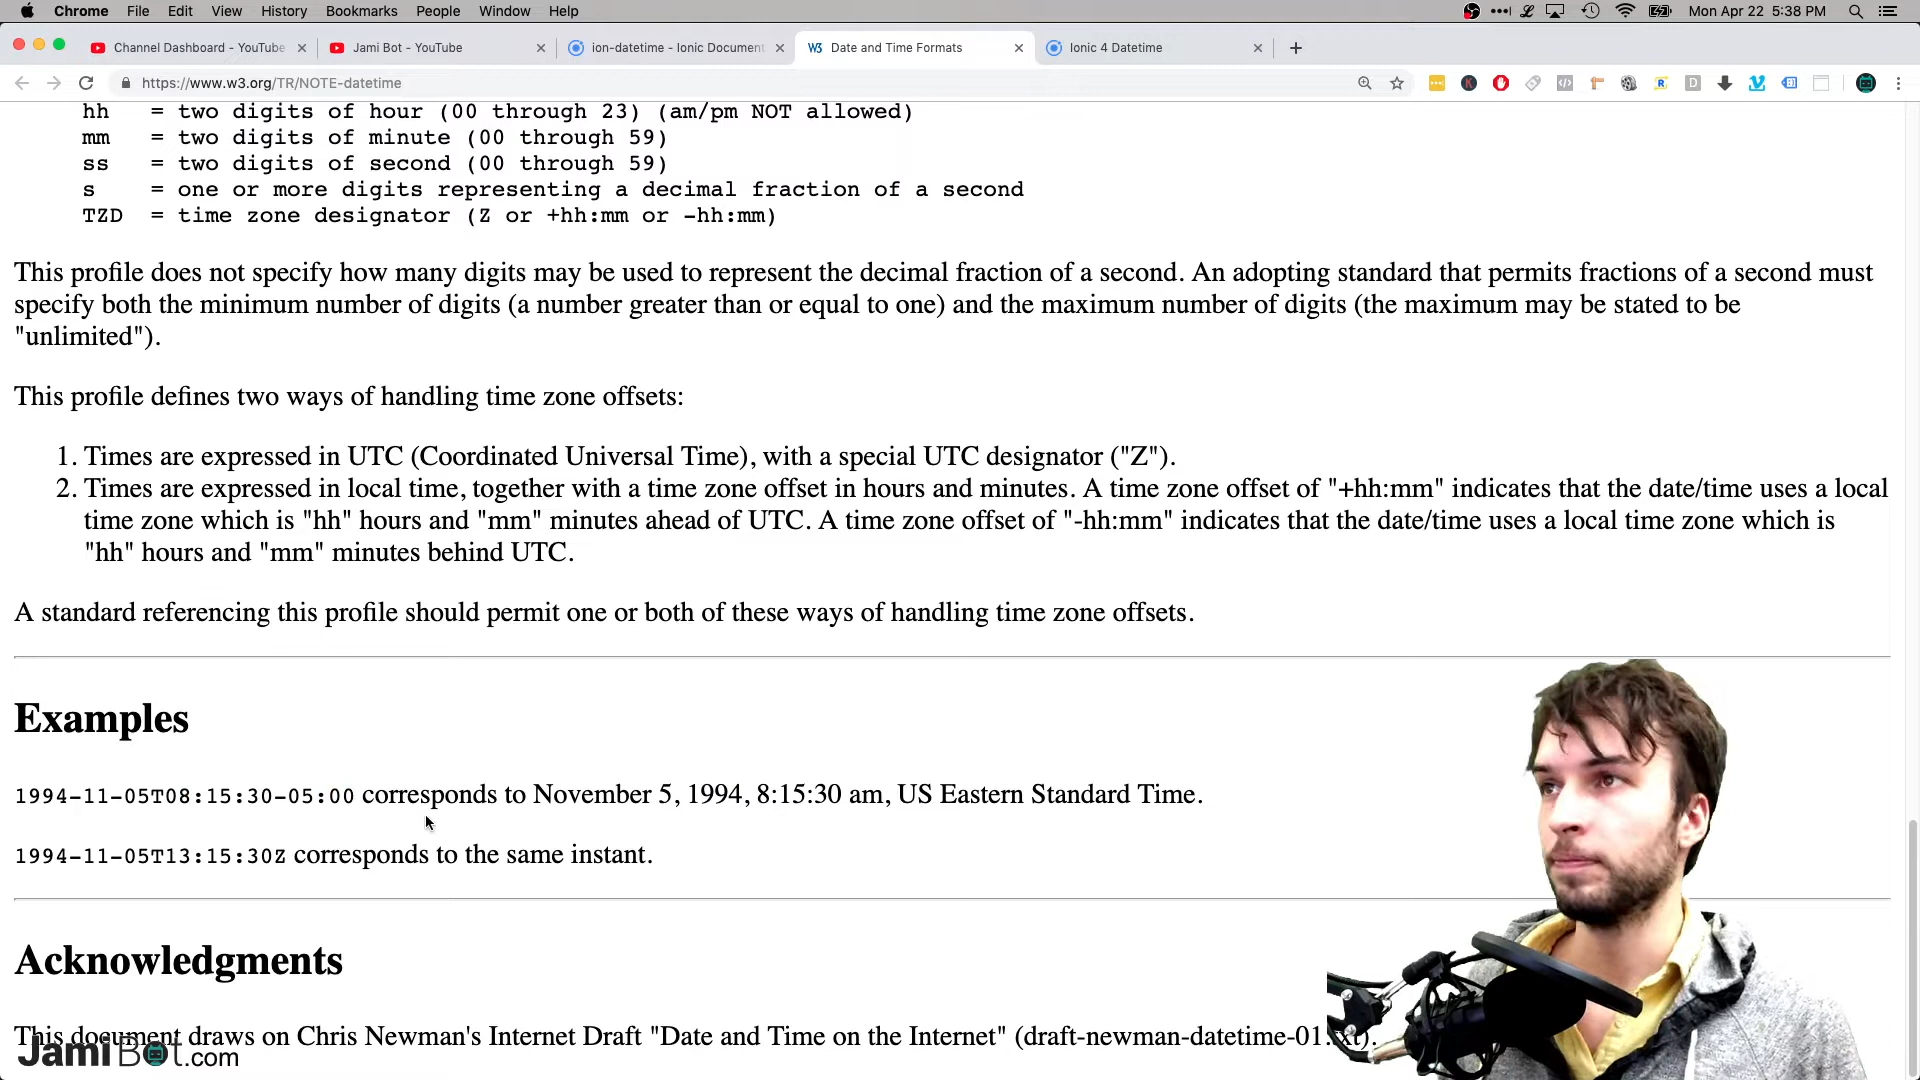 Chrome File Edit View History Bookmarks People Window Help Mon Apr 22 5:38 PM
Channel Dashboard - YouTube Jami Bot - YouTube ion-datetime - Ionic Document W3 Date and Time Formats Ionic 4 Datetime
https://www.w3.org/TR/NOTE-datetime
hh = two digits of hour (00 through 23) (am/pm NOT allowed)
mm = two digits of minute (00 through 59)
ss = two digits of second (00 through 59)
s = one or more digits representing a decimal fraction of a second
TZD = time zone designator (Z or +hh:mm or -hh:mm)
This profile does not specify how many digits may be used to represent the decimal fraction of a second. An adopting standard that permits fractions of a second must
specify both the minimum number of digits (a number greater than or equal to one) and the maximum number of digits (the maximum may be stated to be
"unlimited").
This profile defines two ways of handling time zone offsets:
1. Times are expressed in UTC (Coordinated Universal Time), with a special UTC designator ("Z").
2. Times are expressed in local time, together with a time zone offset in hours and minutes. A time zone offset of "+hh:mm" indicates that the date/time uses a local
time zone which is "hh" hours and "mm" minutes ahead of UTC. A time zone offset of "-hh:mm" indicates that the date/time uses a local time zone which is
"hh" hours and "mm" minutes behind UTC.
A standard referencing this profile should permit one or both of these ways of handling time zone offsets.
Examples
1994-11-05T08:15:30-05:00 corresponds to November 5, 1994, 8:15:30 am, US Eastern Standard Time.
1994-11-05T13:15:30Z corresponds to the same instant.
Acknowledgments
This document draws on Chris Newman's Internet Draft "Date and Time on the Internet" (draft-newman-datetime-01.txt).
JamiBot.com